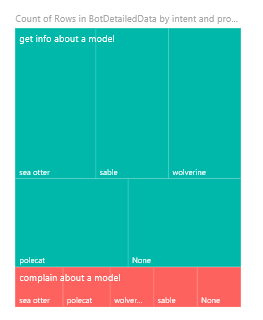 Count of Rows in BotDetailedData by intent and pro...
get info about a model
sea otter sable wolverine
polecat None
complain about a model
sea otter polecat wolver... sable None